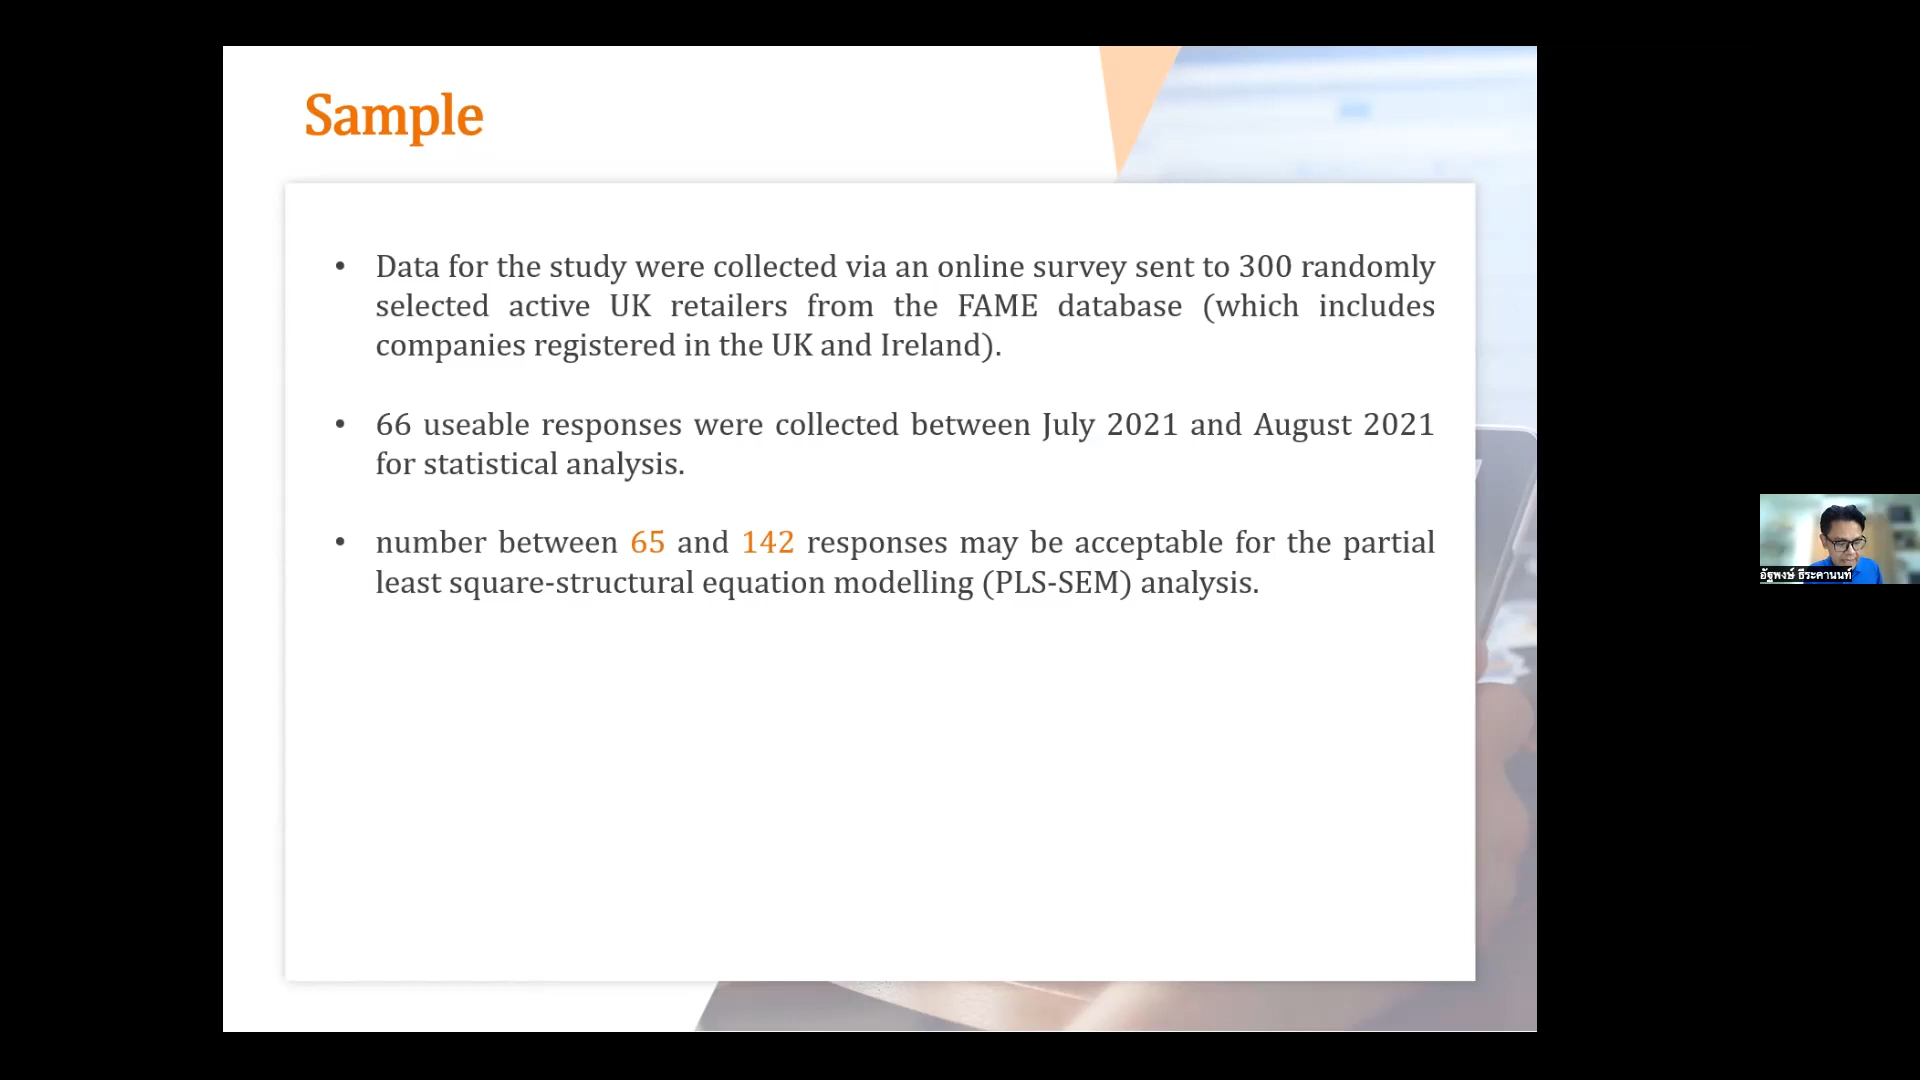 Sample
• Data for the study were collected via an online survey sent to 300 randomly
selected active UK retailers from the FAME database (which includes
companies registered in the UK and Ireland).
• 66 useable responses were collected between July 2021 and August 2021
for statistical analysis.
• number between 65 and 142 responses may be acceptable for the partial
least square-structural equation modelling (PLS-SEM) analysis.
อัฐพงษ์ ธีระคานนท์